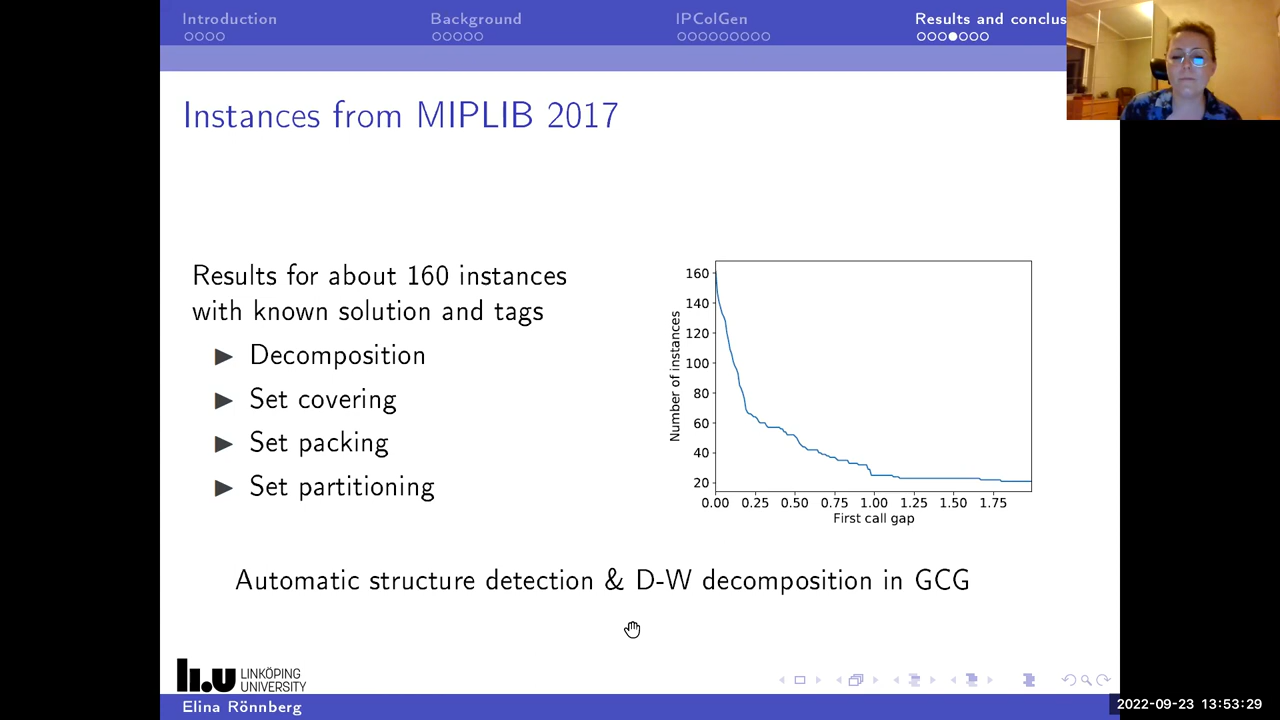 Introduction
Background
IPColGen
Results and conclus
Instances from MIPLIB 2017
Results for about 160 instances
with known solution and tags
▶ Decomposition
▶ Set covering
▶ Set packing
▶ Set partitioning
Number of instances
160
140
120
100
80
60
40
20
0.00 0.25 0.50 0.75 1.00 1.25 1.50 1.75
First call gap
Automatic structure detection & D-W decomposition in GCG
li.u LINKÖPING
UNIVERSITY
Elina Rönnberg
2022-09-23 13:53:29